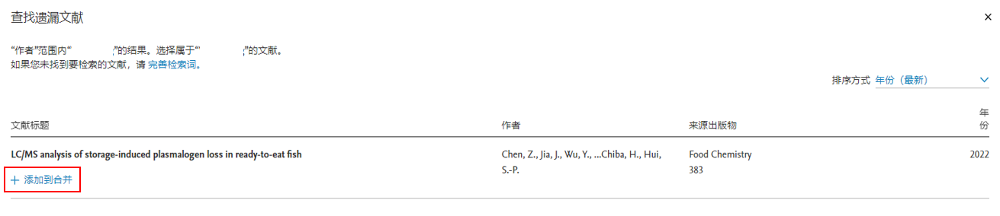 查找遗漏文献
×
“作者”范围内“ ;”的结果。选择属于“ ;”的文献。
如果您未找到要检索的文献，请 完善检索词。
排序方式 年份（最新）
文献标题 作者 来源出版物 年份
LC/MS analysis of storage-induced plasmalogen loss in ready-to-eat fish Chen, Z., Jia, J., Wu, Y., ...Chiba, H., Hui, Food Chemistry 2022
S.-P. 383
+ 添加到合并